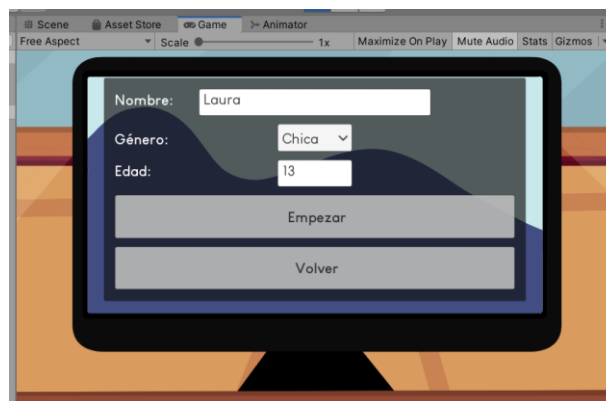 Scene Asset Store Game Animator
Free Aspect Scale 1x Maximize On Play Mute Audio Stats Gizmos
Nombre: Laura
Género: Chica
Edad: 13
Empezar
Volver